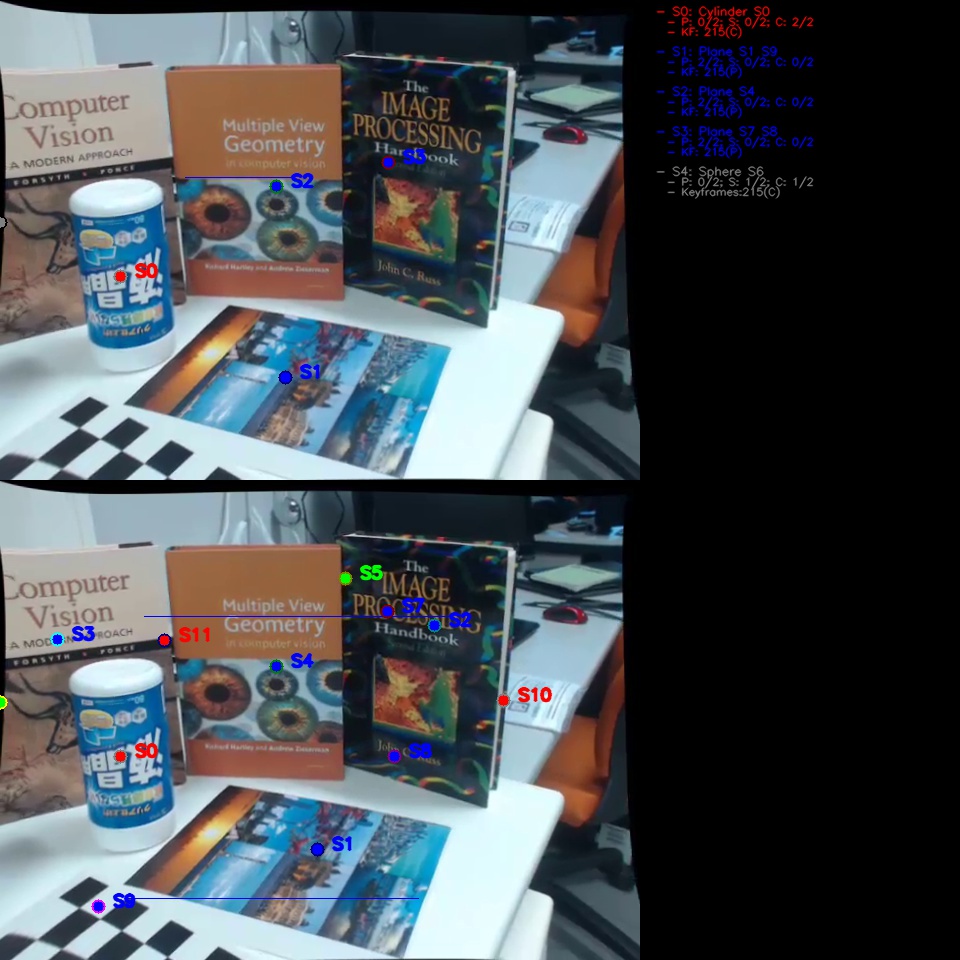 - S0: Cylinder S0
- P: 0/2; S: 0/2; C: 2/2
- KF: 215(C)
- S1: Plane S1 S9
- P: 2/2; S: 0/2; C: 0/2
- KF: 215(P)
- S2: Plane S4
- P: 2/2; S: 0/2; C: 0/2
- KF: 215(P)
- S3: Plane S7 S8
- P: 2/2; S: 0/2; C: 0/2
- KF: 215(P)
- S4: Sphere S6
- P: 0/2; S: 1/2; C: 1/2
- Keyframes:215(C)
Computer
Vision
A MODERN APPROACH
FORSYTH PONCE
Multiple View
Geometry
in computer vision
Richard Hartley and Andrew Zisserman
The
IMAGE
PROCESSING
Handbook
John C. Russ
S0
S1
S2
S3
Computer
Vision
A MODERN APPROACH
FORSYTH PONCE
Multiple View
Geometry
in computer vision
Richard Hartley and Andrew Zisserman
The
IMAGE
PROCESSING
Handbook
S5
S7
S2
S3
S11
S4
S10
S0
S8
S1
S9